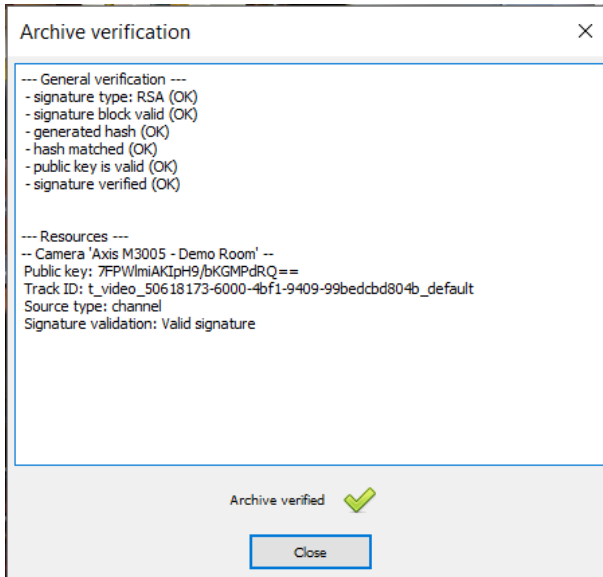 Archive verification
--- General verification ---
- signature type: RSA (OK)
- signature block valid (OK)
- generated hash (OK)
- hash matched (OK)
- public key is valid (OK)
- signature verified (OK)
--- Resources ---
-- Camera 'Axis M3005 - Demo Room' --
Public key: 7FPWlmiAKIpH9/bKGMPdRQ==
Track ID: t_video_50618173-6000-4bf1-9409-99bedcbd804b_default
Source type: channel
Signature validation: Valid signature
Archive verified
Close